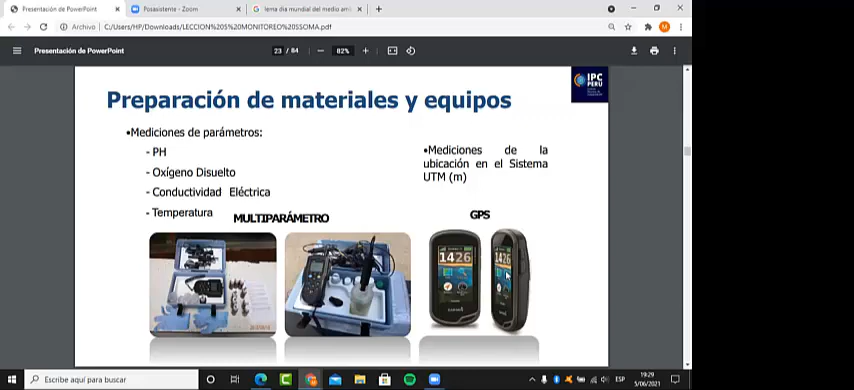 Presentación de PowerPoint
Posasistente - Zoom
lema dia mundial del medio am
Archivo | C:/Users/HP/Downloads/LECCION%205%20MONITOREO%20SSOMA.pdf
M
Presentación de PowerPoint
23 / 84
82%
IPC
PERÚ
Preparación de materiales y equipos
•Mediciones de parámetros:
- PH
- Oxígeno Disuelto
- Conductividad Eléctrica
- Temperatura
MULTIPARÁMETRO
•Mediciones de la
ubicación en el Sistema
UTM (m)
GPS
1426
1426
GARMIN
Escribe aquí para buscar
ESP
19:29
5/06/2021